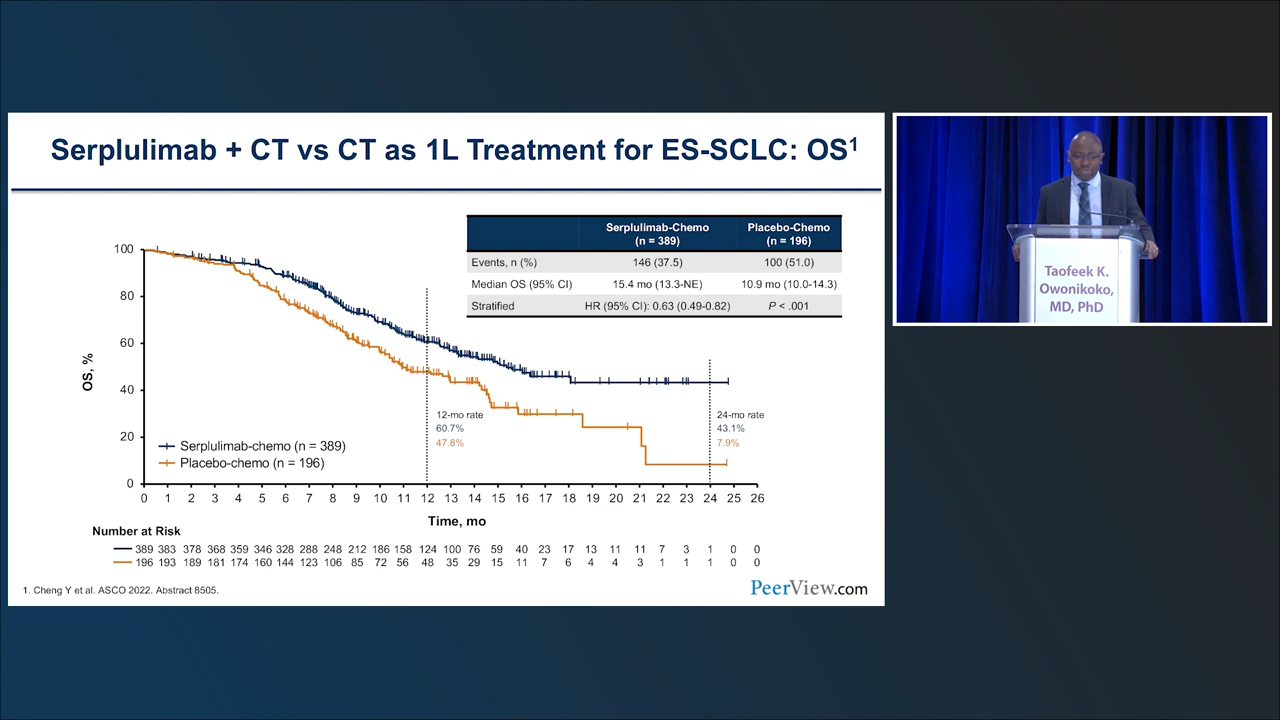 Serplulimab + CT vs CT as 1L Treatment for ES-SCLC: OS1
Serplulimab-Chemo (n = 389)
Placebo-Chemo (n = 196)
Events, n (%) 146 (37.5) 100 (51.0)
Median OS (95% CI) 15.4 mo (13.3-NE) 10.9 mo (10.0-14.3)
Stratified HR (95% CI): 0.63 (0.49-0.82) P < .001
100
80
60
40
20
0
OS, %
12-mo rate
60.7%
47.8%
24-mo rate
43.1%
7.9%
Serplulimab-chemo (n = 389)
Placebo-chemo (n = 196)
0 1 2 3 4 5 6 7 8 9 10 11 12 13 14 15 16 17 18 19 20 21 22 23 24 25 26
Time, mo
Number at Risk
389 383 378 368 359 346 328 288 248 212 186 158 124 100 76 59 40 23 17 13 11 11 7 3 1 0 0
196 193 189 181 174 160 144 123 106 85 72 56 48 35 29 15 11 7 6 4 4 3 1 1 1 0 0
1. Cheng Y et al. ASCO 2022. Abstract 8505.
PeerView.com
Taofeek K.
Owonikoko,
MD, PhD